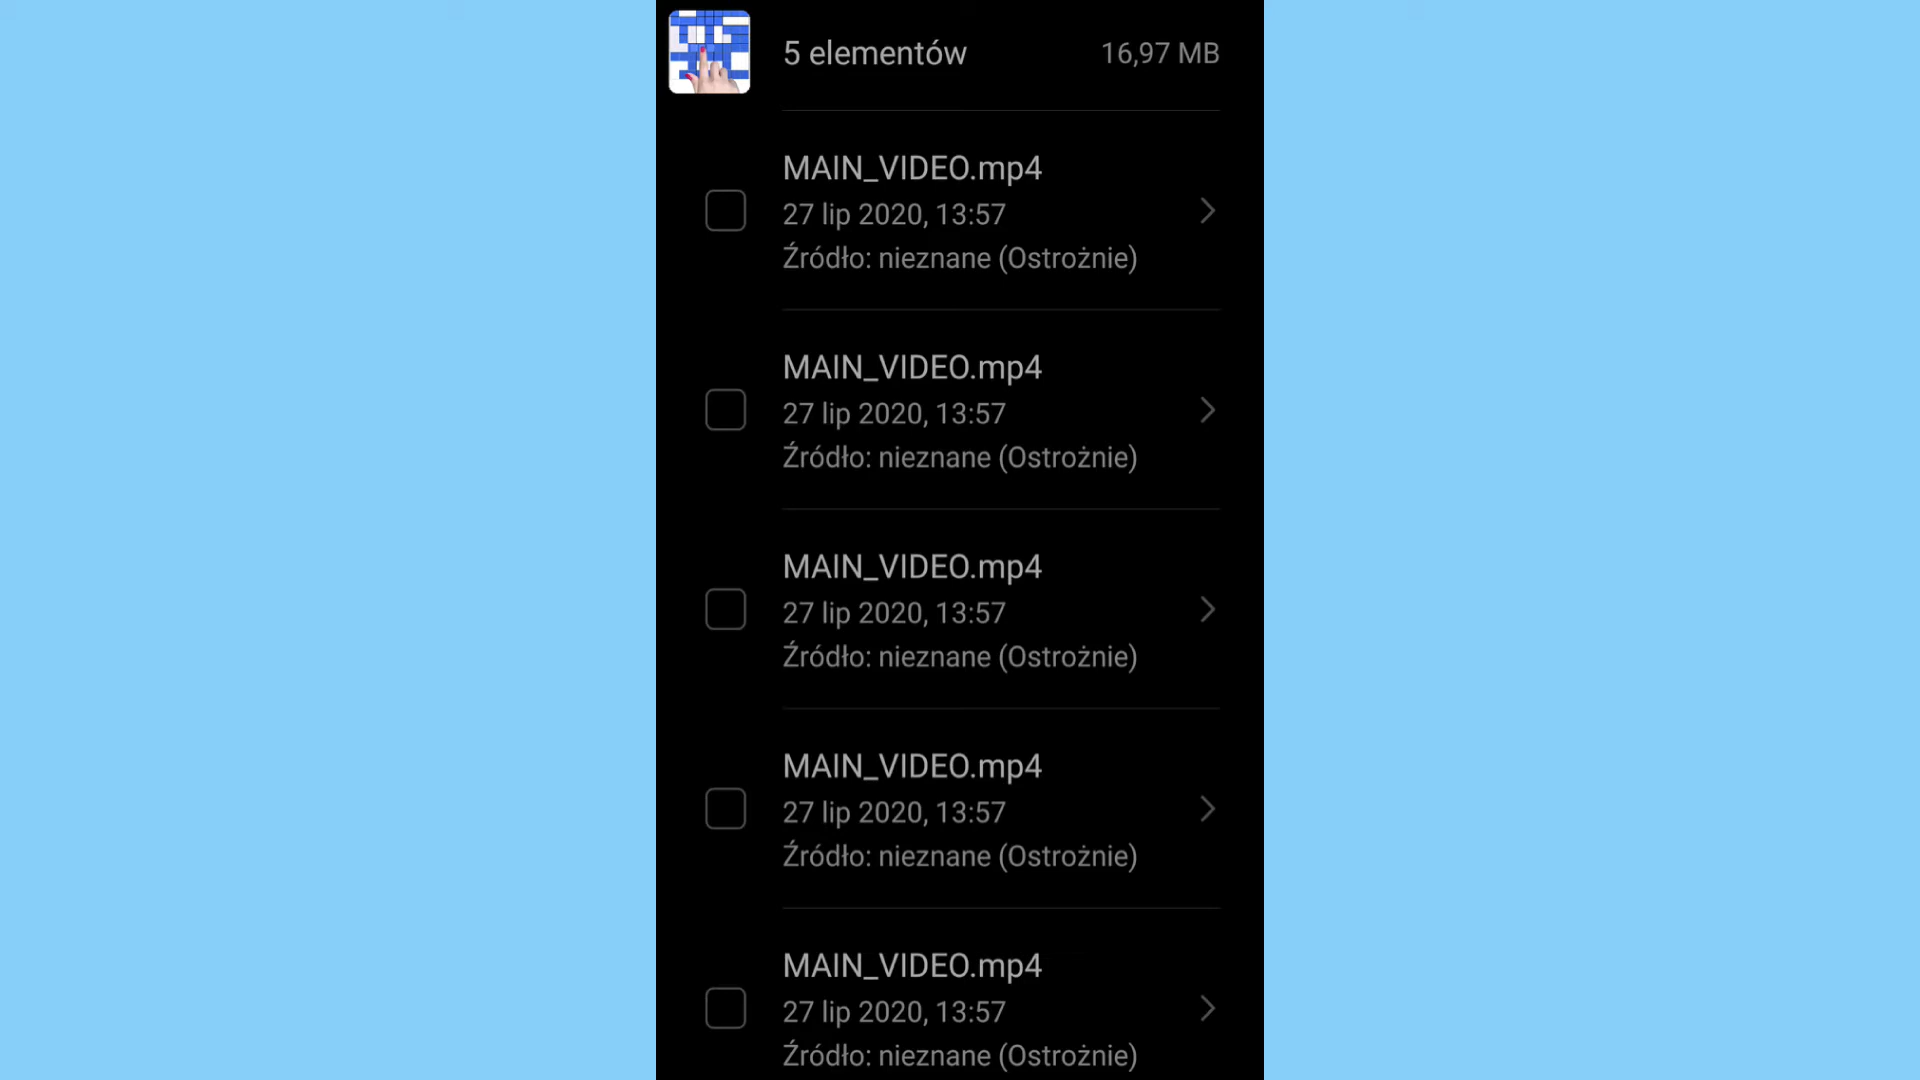 5 elementów 16,97 MB
MAIN_VIDEO.mp4
27 lip 2020, 13:57
Źródło: nieznane (Ostrożnie)
MAIN_VIDEO.mp4
27 lip 2020, 13:57
Źródło: nieznane (Ostrożnie)
MAIN_VIDEO.mp4
27 lip 2020, 13:57
Źródło: nieznane (Ostrożnie)
MAIN_VIDEO.mp4
27 lip 2020, 13:57
Źródło: nieznane (Ostrożnie)
MAIN_VIDEO.mp4
27 lip 2020, 13:57
Źródło: nieznane (Ostrożnie)